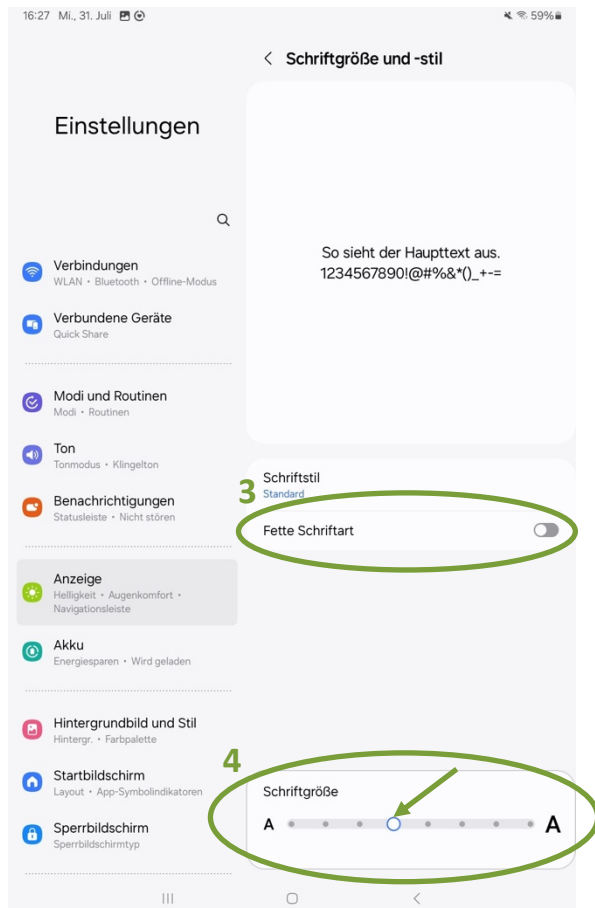 16:27 Mi., 31. Juli 59%
Schriftgröße und -stil
Einstellungen
So sieht der Haupttext aus.
1234567890!@#%&*()_+-=
Verbindungen
WLAN • Bluetooth • Offline-Modus
Verbundene Geräte
Quick Share
Modi und Routinen
Modi • Routinen
Ton
Tonmodus • Klingelton
Benachrichtigungen
Statusleiste • Nicht stören
Anzeige
Helligkeit • Augenkomfort •
Navigationsleiste
Akku
Energiesparen • Wird geladen
Hintergrundbild und Stil
Hintergr. • Farbpalette
Startbildschirm
Layout • App-Symbolindikatoren
Sperrbildschirm
Sperrbildschirmtyp
3
Schriftstil
Standard
Fette Schriftart
4
Schriftgröße
A A